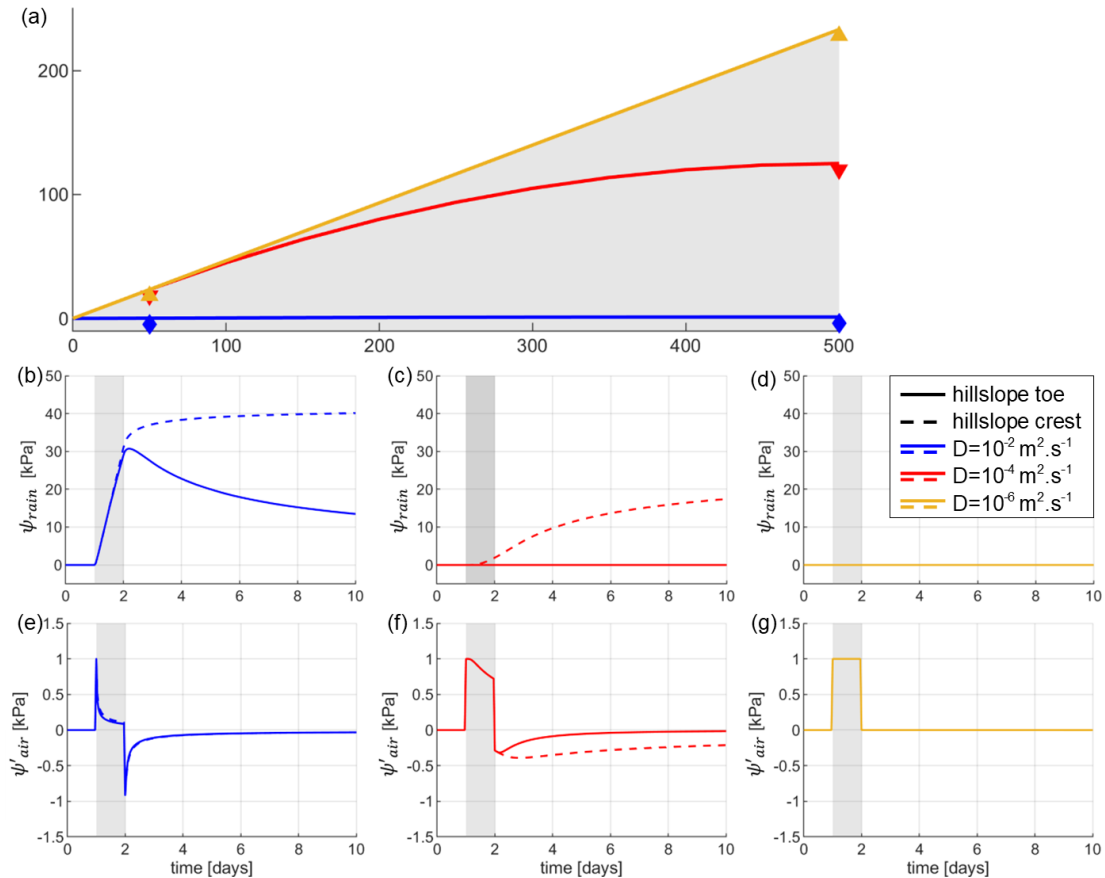 (a)
200
100
0
0 100 200 300 400 500
(b) (c) (d)
50 50 50
40 40 40
30 30 30
20 20 20
10 10 10
0 0 0
ψrain [kPa] ψrain [kPa] ψrain [kPa]
hillslope toe
hillslope crest
D=10⁻² m².s⁻¹
D=10⁻⁴ m².s⁻¹
D=10⁻⁶ m².s⁻¹
0 2 4 6 8 10 0 2 4 6 8 10 0 2 4 6 8 10
(e) (f) (g)
1.5 1.5 1.5
1 1 1
0.5 0.5 0.5
0 0 0
-0.5 -0.5 -0.5
-1 -1 -1
-1.5 -1.5 -1.5
ψ'air [kPa] ψ'air [kPa] ψ'air [kPa]
0 2 4 6 8 10 0 2 4 6 8 10 0 2 4 6 8 10
time [days] time [days] time [days]